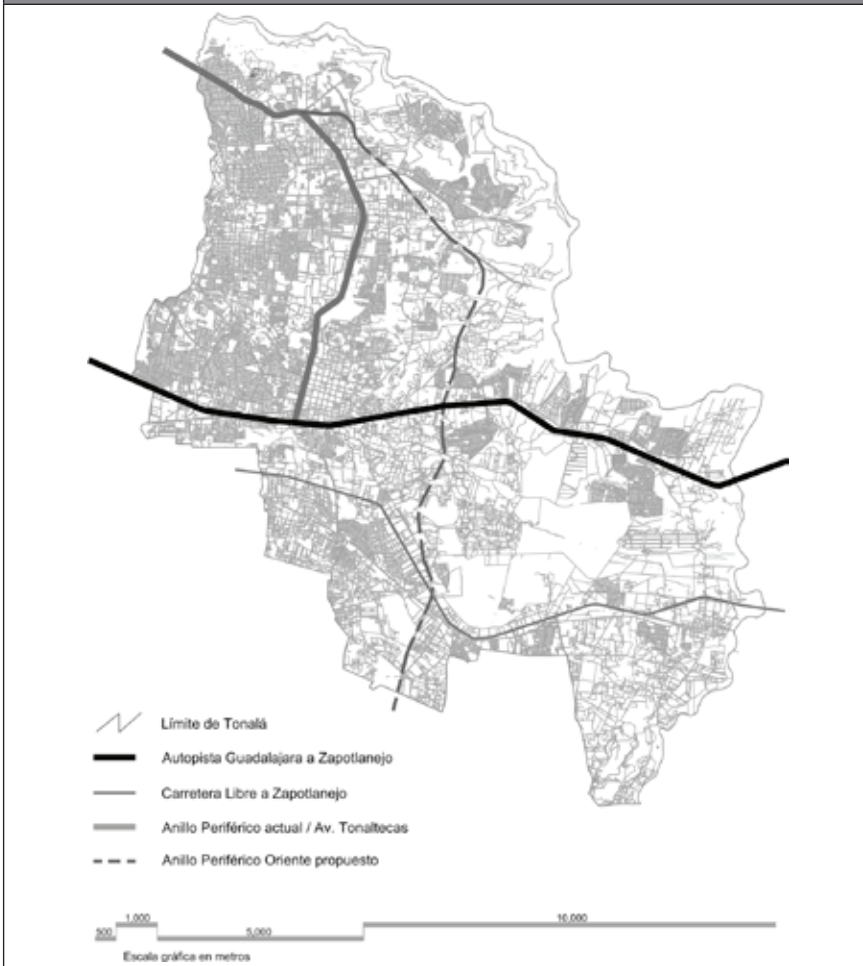 Límite de Tonalá
Autopista Guadalajara a Zapotlanejo
Carretera Libre a Zapotlanejo
Anillo Periférico actual / Av. Tonaltecas
Anillo Periférico Oriente propuesto
1,000 10,000
500 5,000
Escala gráfica en metros